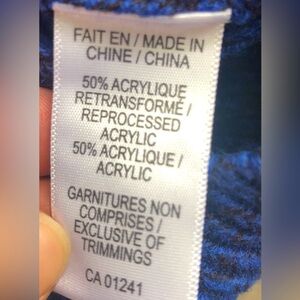 FAIT EN / MADE IN
CHINE / CHINA
50% ACRYLIQUE
RETRANSFORMÉ /
REPROCESSED
ACRYLIC
50% ACRYLIQUE /
ACRYLIC
GARNITURES NON
COMPRISES /
EXCLUSIVE OF
TRIMMINGS
CA 01241